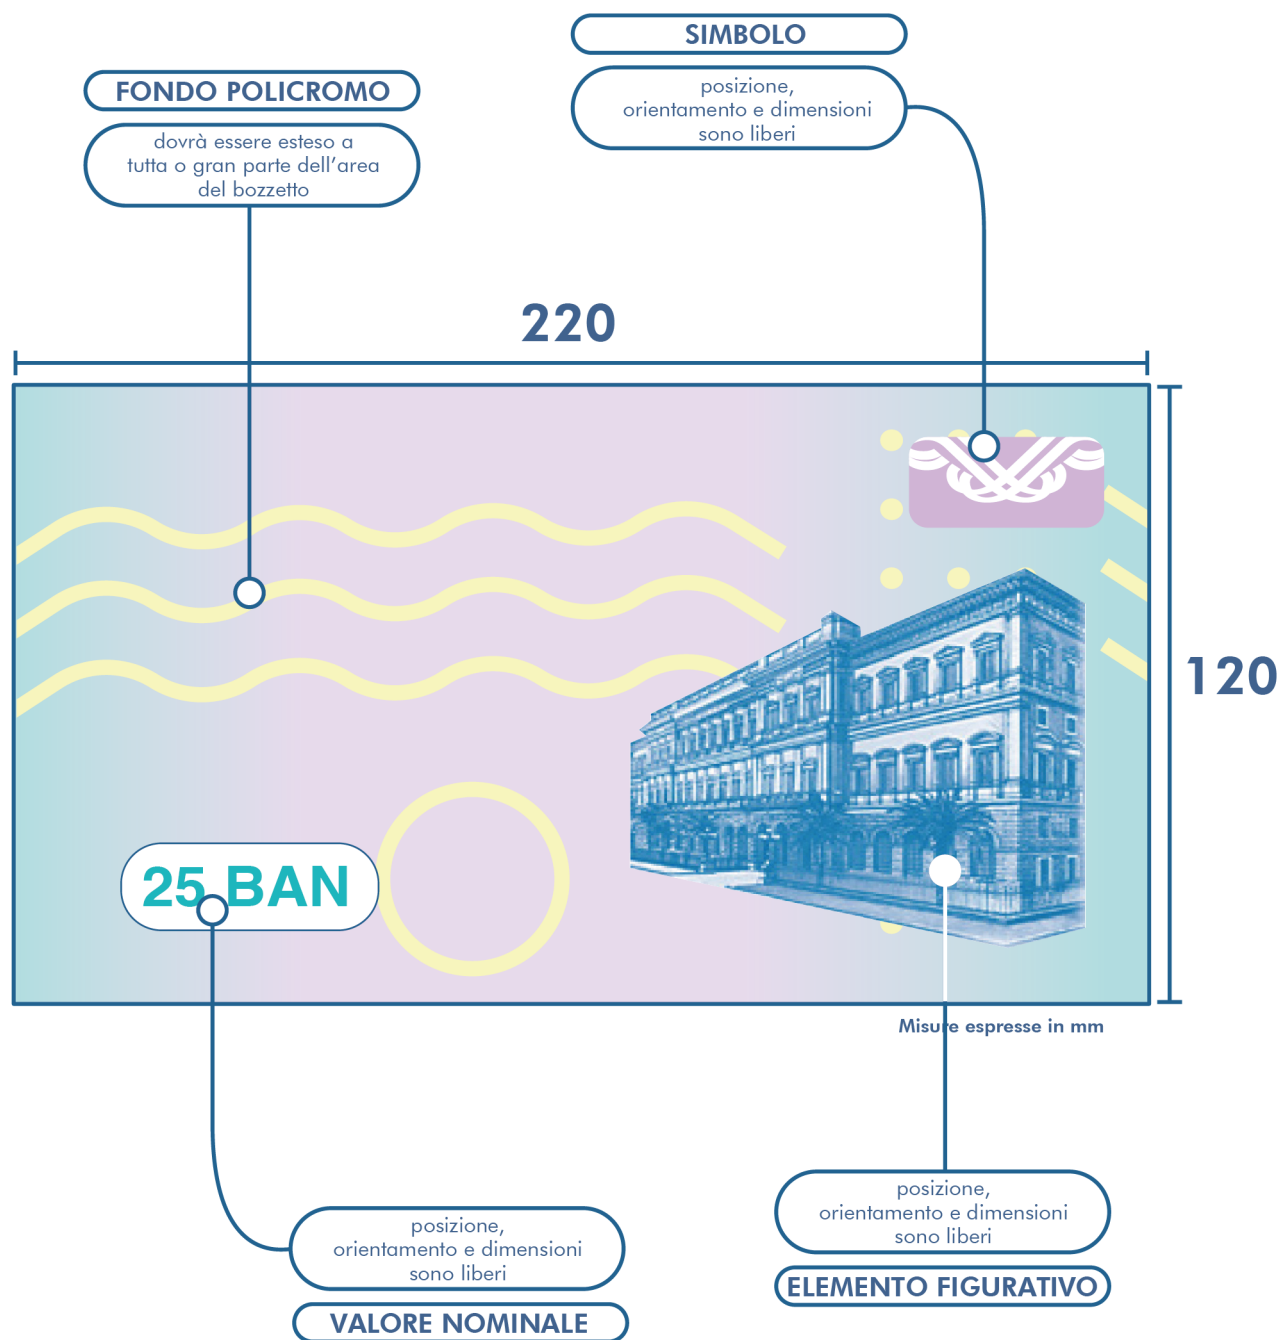 SIMBOLO
posizione,
orientamento e dimensioni
sono liberi
FONDO POLICROMO
dovrà essere esteso a
tutta o gran parte dell'area
del bozzetto
220
120
25 BAN
Misure espresse in mm
posizione,
orientamento e dimensioni
sono liberi
ELEMENTO FIGURATIVO
posizione,
orientamento e dimensioni
sono liberi
VALORE NOMINALE